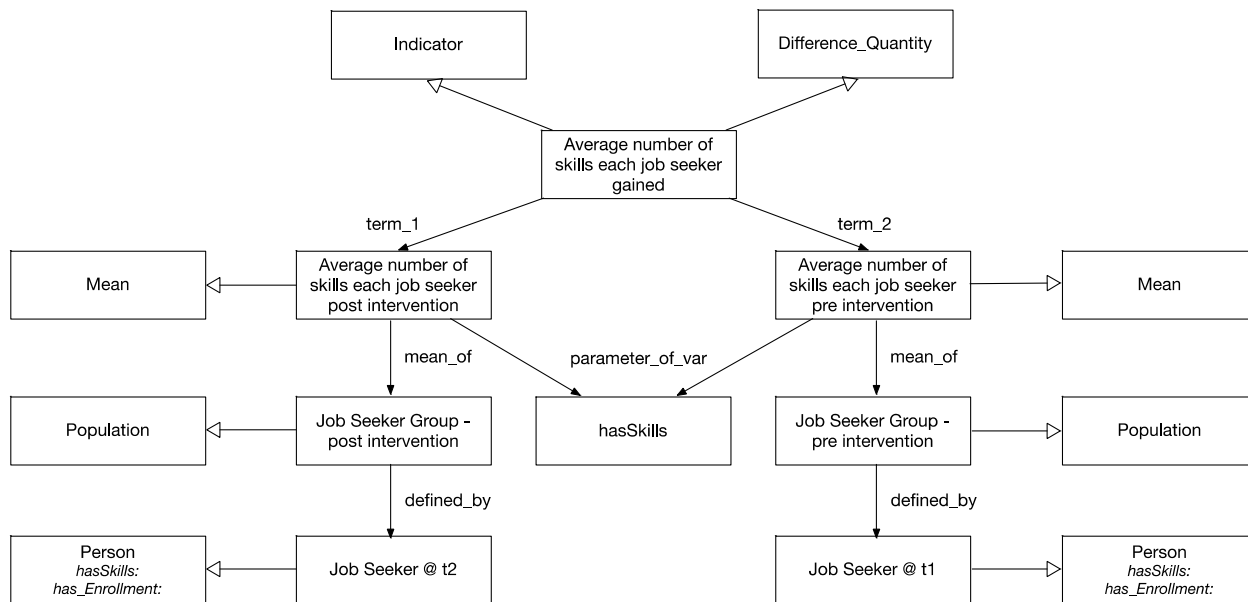 Indicator
Difference_Quantity
Average number of
skills each job seeker
gained
term_1
term_2
Mean
Average number of
skills each job seeker
post intervention
Average number of
skills each job seeker
pre intervention
Mean
mean_of
parameter_of_var
mean_of
Population
Job Seeker Group -
post intervention
hasSkills
Job Seeker Group -
pre intervention
Population
defined_by
defined_by
Person
hasSkills:
has_Enrollment:
Job Seeker @ t2
Job Seeker @ t1
Person
hasSkills:
has_Enrollment: